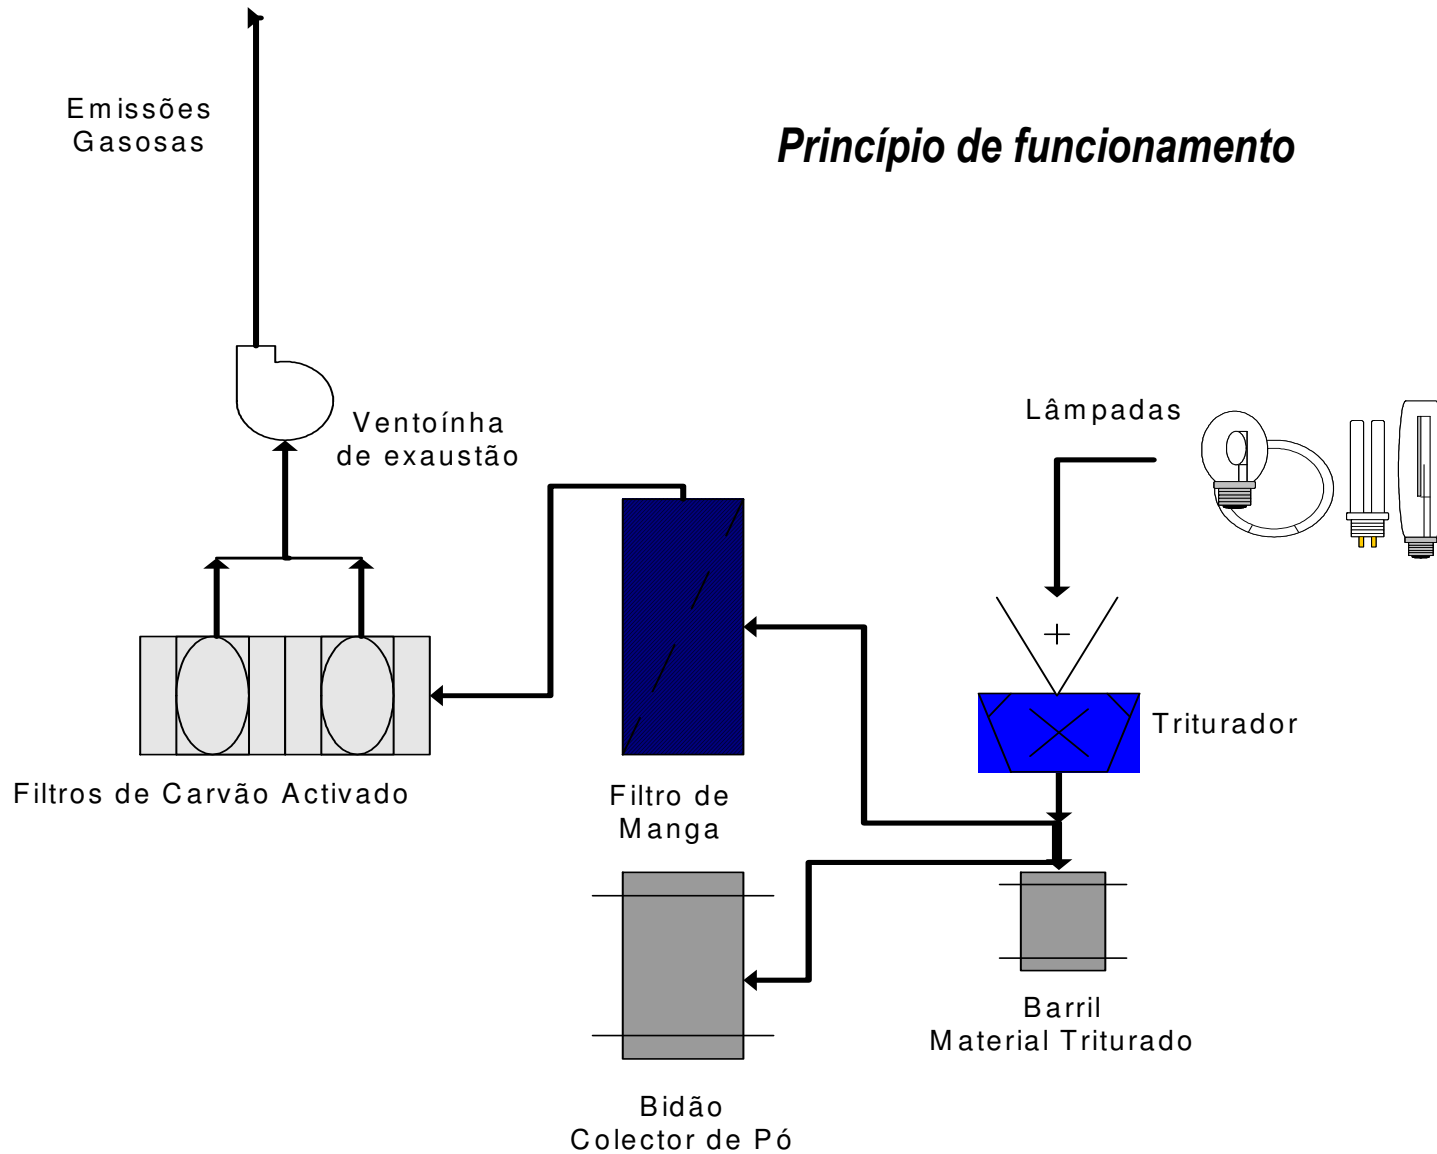 Emissões
Gasosas
Princípio de funcionamento
Ventoínha
de exaustão
Lâmpadas
Triturador
Filtros de Carvão Activado
Filtro de
Manga
Barril
Material Triturado
Bidão
Colector de Pó